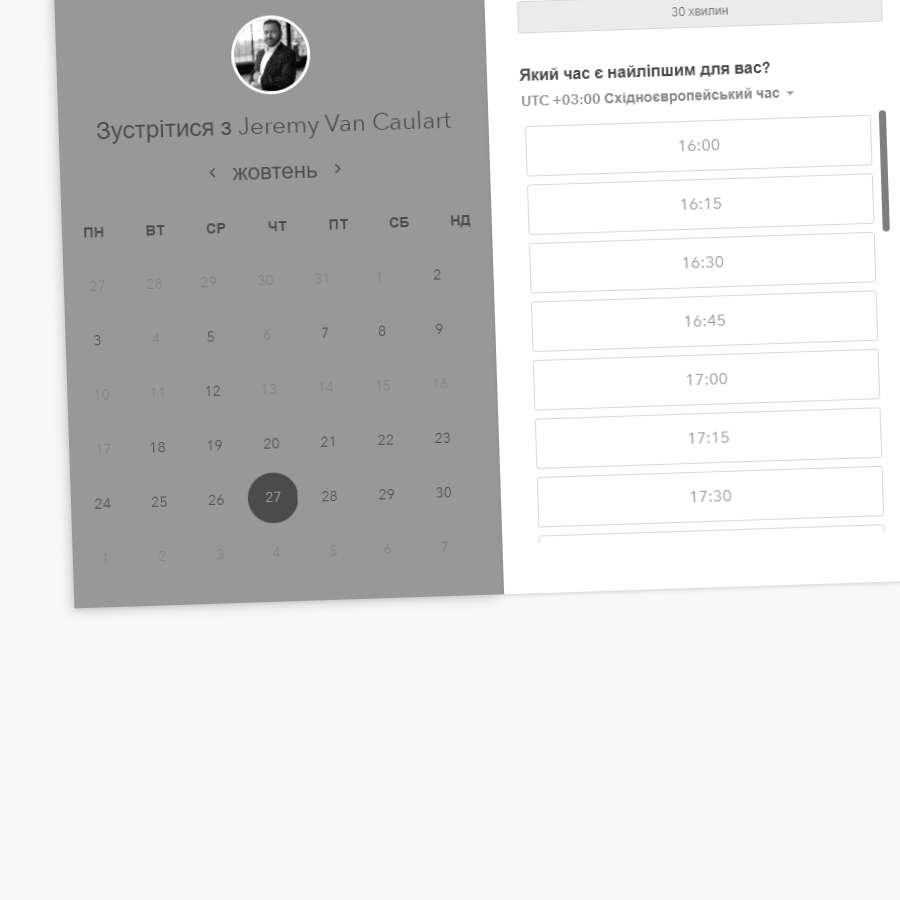 Зустрітися з Jeremy Van Caulart
‹ жовтень ›
ПН ВТ СР ЧТ ПТ СБ НД
27 28 29 30 31 1 2
3 4 5 6 7 8 9
10 11 12 13 14 15 16
17 18 19 20 21 22 23
24 25 26 27 28 29 30
1 2 3 4 5 6 7
30 хвилин
Який час є найліпшим для вас?
UTC +03:00 Східноєвропейський час
16:00
16:15
16:30
16:45
17:00
17:15
17:30